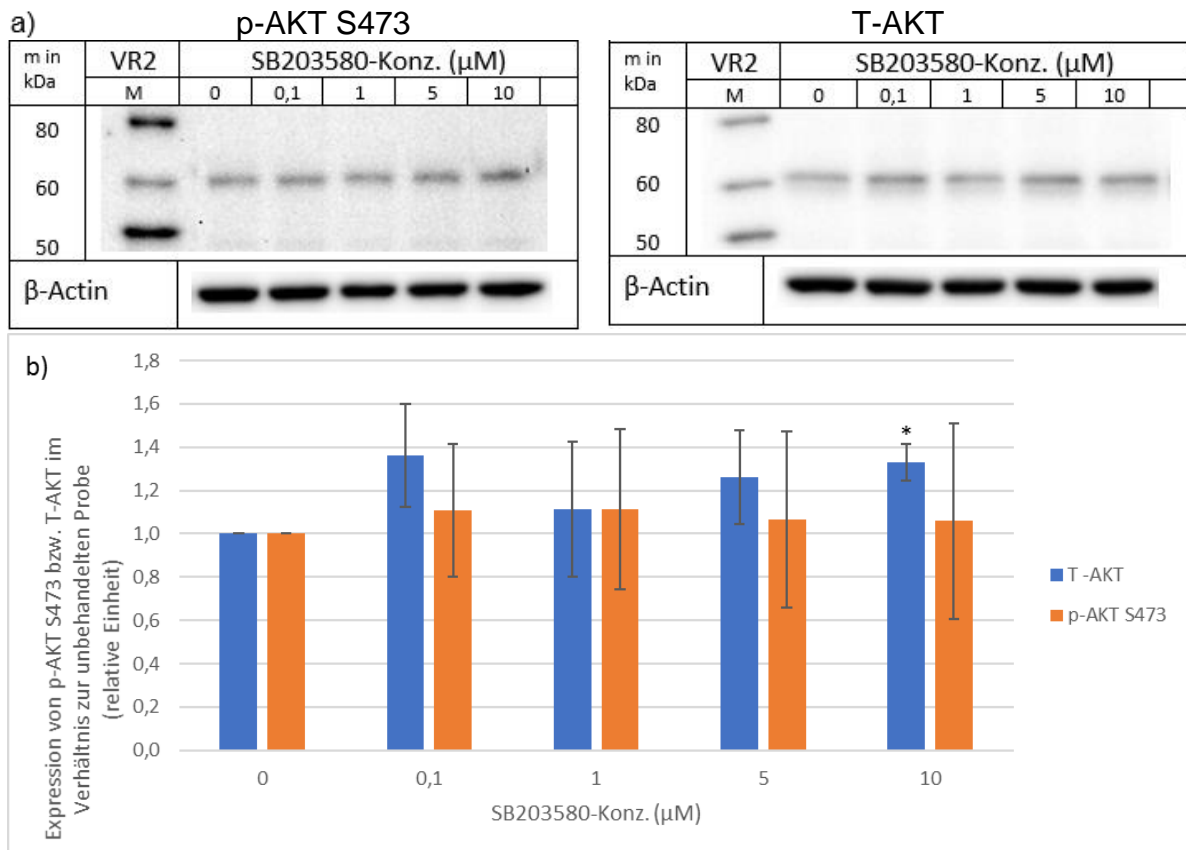 a)
p-AKT S473
T-AKT
m in kDa
VR2
SB203580-Konz. (µM)
M
0
0,1
1
5
10
80
60
50
β-Actin
m in kDa
VR2
SB203580-Konz. (µM)
M
0
0,1
1
5
10
80
60
50
β-Actin
b)
Expression von p-AKT S473 bzw. T-AKT im
Verhältnis zur unbehandelten Probe
(relative Einheit)
1,8
1,6
1,4
1,2
1,0
0,8
0,6
0,4
0,2
0,0
*
0
0,1
1
5
10
SB203580-Konz. (µM)
T -AKT
p-AKT S473